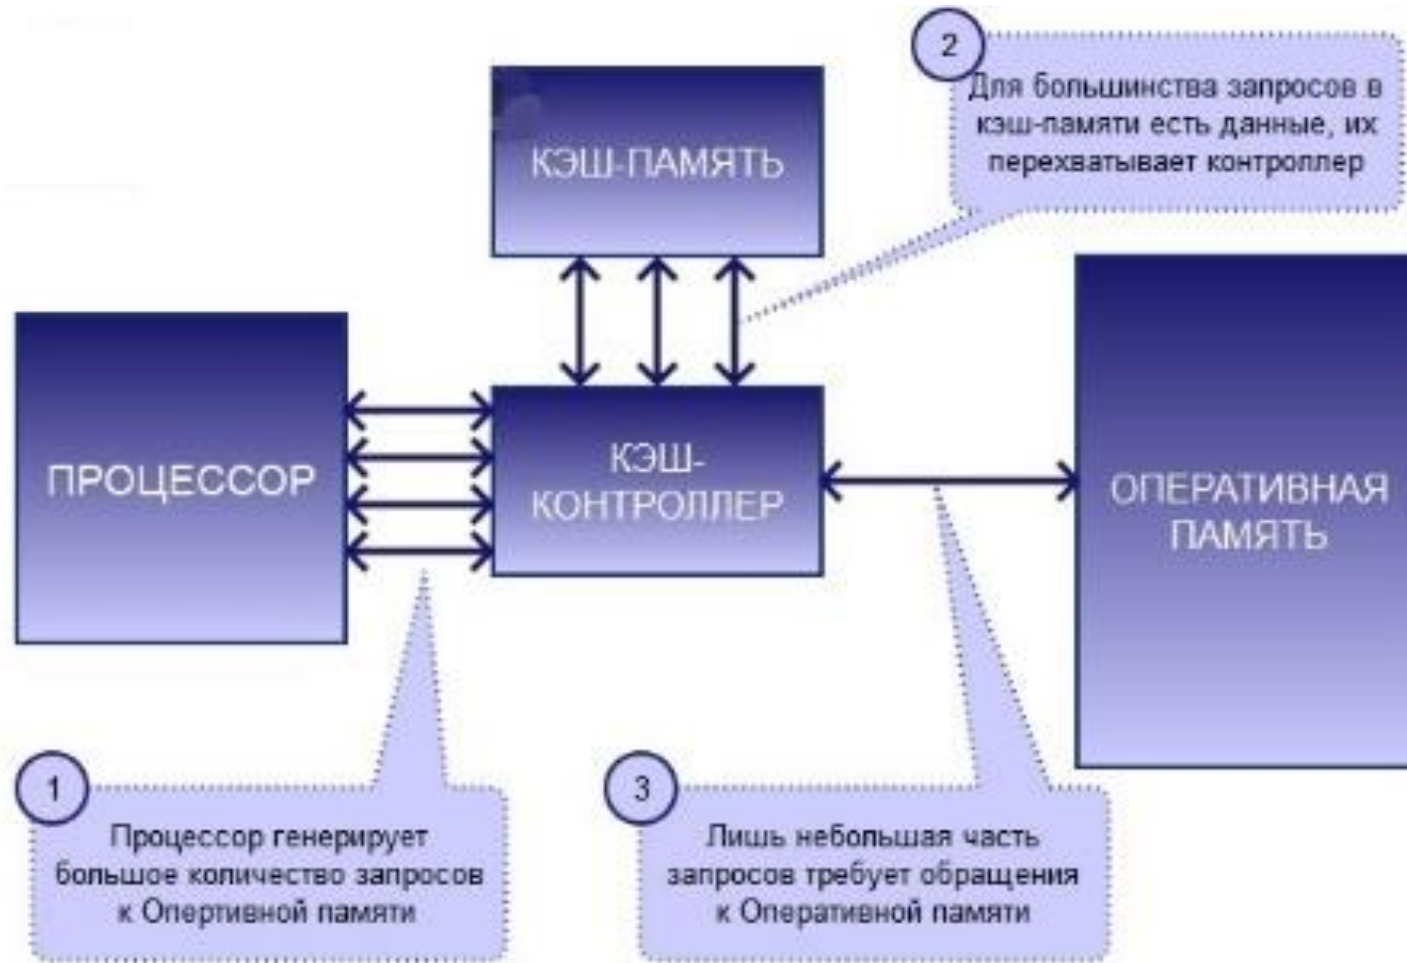 2
Для большинства запросов в
кэш-памяти есть данные, их
перехватывает контроллер
КЭШ-ПАМЯТЬ
ПРОЦЕССОР
КЭШ-
КОНТРОЛЛЕР
ОПЕРАТИВНАЯ
ПАМЯТЬ
1
Процессор генерирует
большое количество запросов
к Опертивной памяти
3
Лишь небольшая часть
запросов требует обращения
к Оперативной памяти